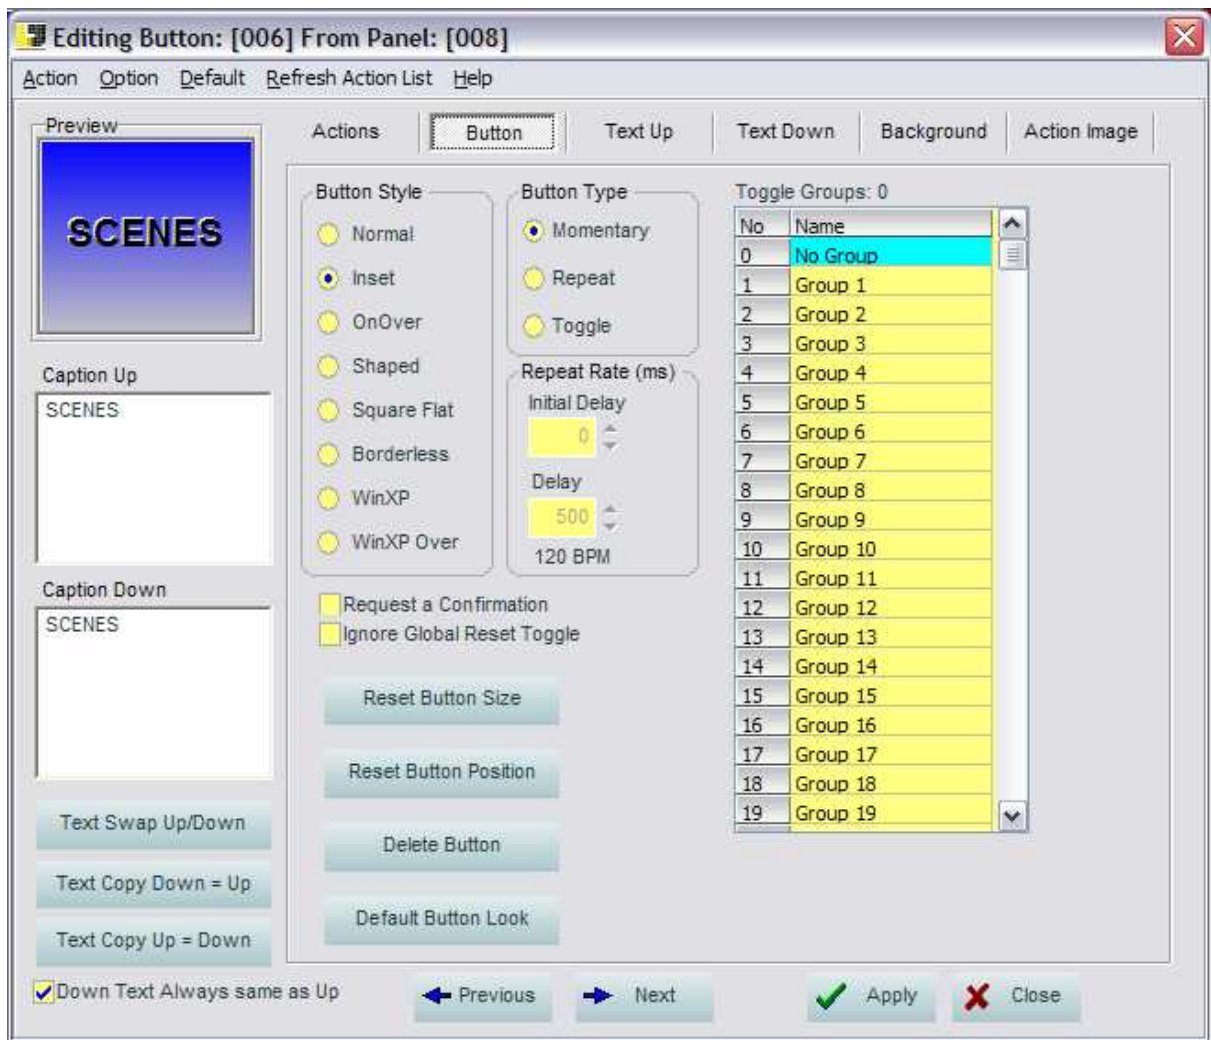 Editing Button: [006] From Panel: [008]
Action Option Default Refresh Action List Help
Preview
SCENES
Caption Up
SCENES
Caption Down
SCENES
Text Swap Up/Down
Text Copy Down = Up
Text Copy Up = Down
Actions Button Text Up Text Down Background Action Image
Button Style
Normal
Inset
OnOver
Shaped
Square Flat
Borderless
WinXP
WinXP Over
Button Type
Momentary
Repeat
Toggle
Repeat Rate (ms)
Initial Delay
0
Delay
500
120 BPM
Request a Confirmation
Ignore Global Reset Toggle
Reset Button Size
Reset Button Position
Delete Button
Default Button Look
Toggle Groups: 0
No Name
0 No Group
1 Group 1
2 Group 2
3 Group 3
4 Group 4
5 Group 5
6 Group 6
7 Group 7
8 Group 8
9 Group 9
10 Group 10
11 Group 11
12 Group 12
13 Group 13
14 Group 14
15 Group 15
16 Group 16
17 Group 17
18 Group 18
19 Group 19
Down Text Always same as Up
Previous Next Apply Close